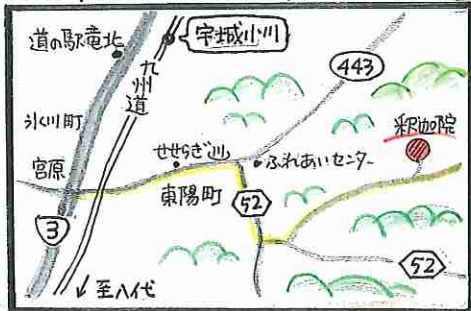 道の駅竜北
宇城小川
九州道
443
氷川町
釈迦院
宮原
せせらぎ
ふれあいセンター
東陽町
52
3
52
↙至八代